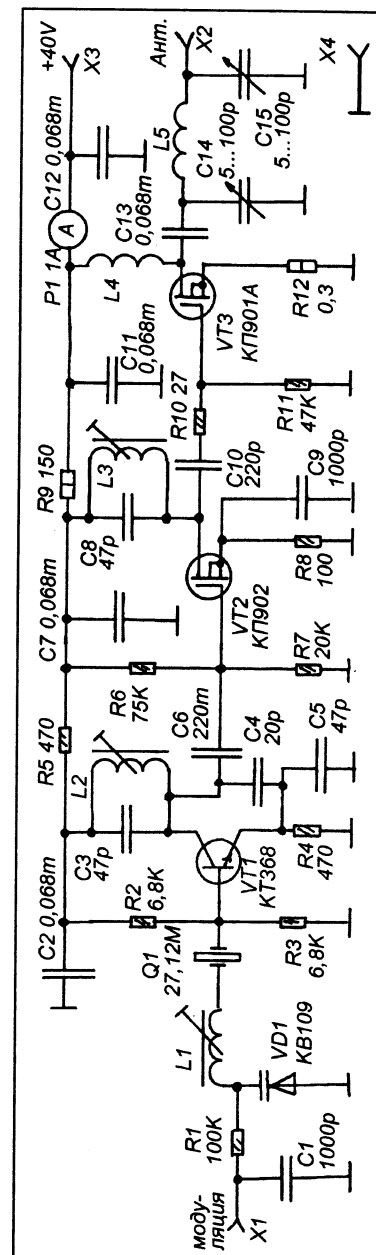 моду-
ляция
X1
C1
1000p
R1
100K
VD1
КВ109
L1
Q1
27,12М
R2
6,8K
R3
6,8K
C2 0,068m
C3
47p
L2
VT1
КТ368
R4
470
C4
20p
C5
47p
R5 470
C6
220m
R6
75K
R7
20K
C7 0,068m
C8
47p
L3
VT2
КП902
R8
100
C9
1000p
R9 150
C10
220p
R10 27
R11
47K
C11
0,068m
P1 1A
A
L4
VT3
КП901А
R12
0,3
C12 0,068m
C13
0,068m
L5
C14
5...100p
C15
5...100p
+40V
X3
Ант.
X2
X4